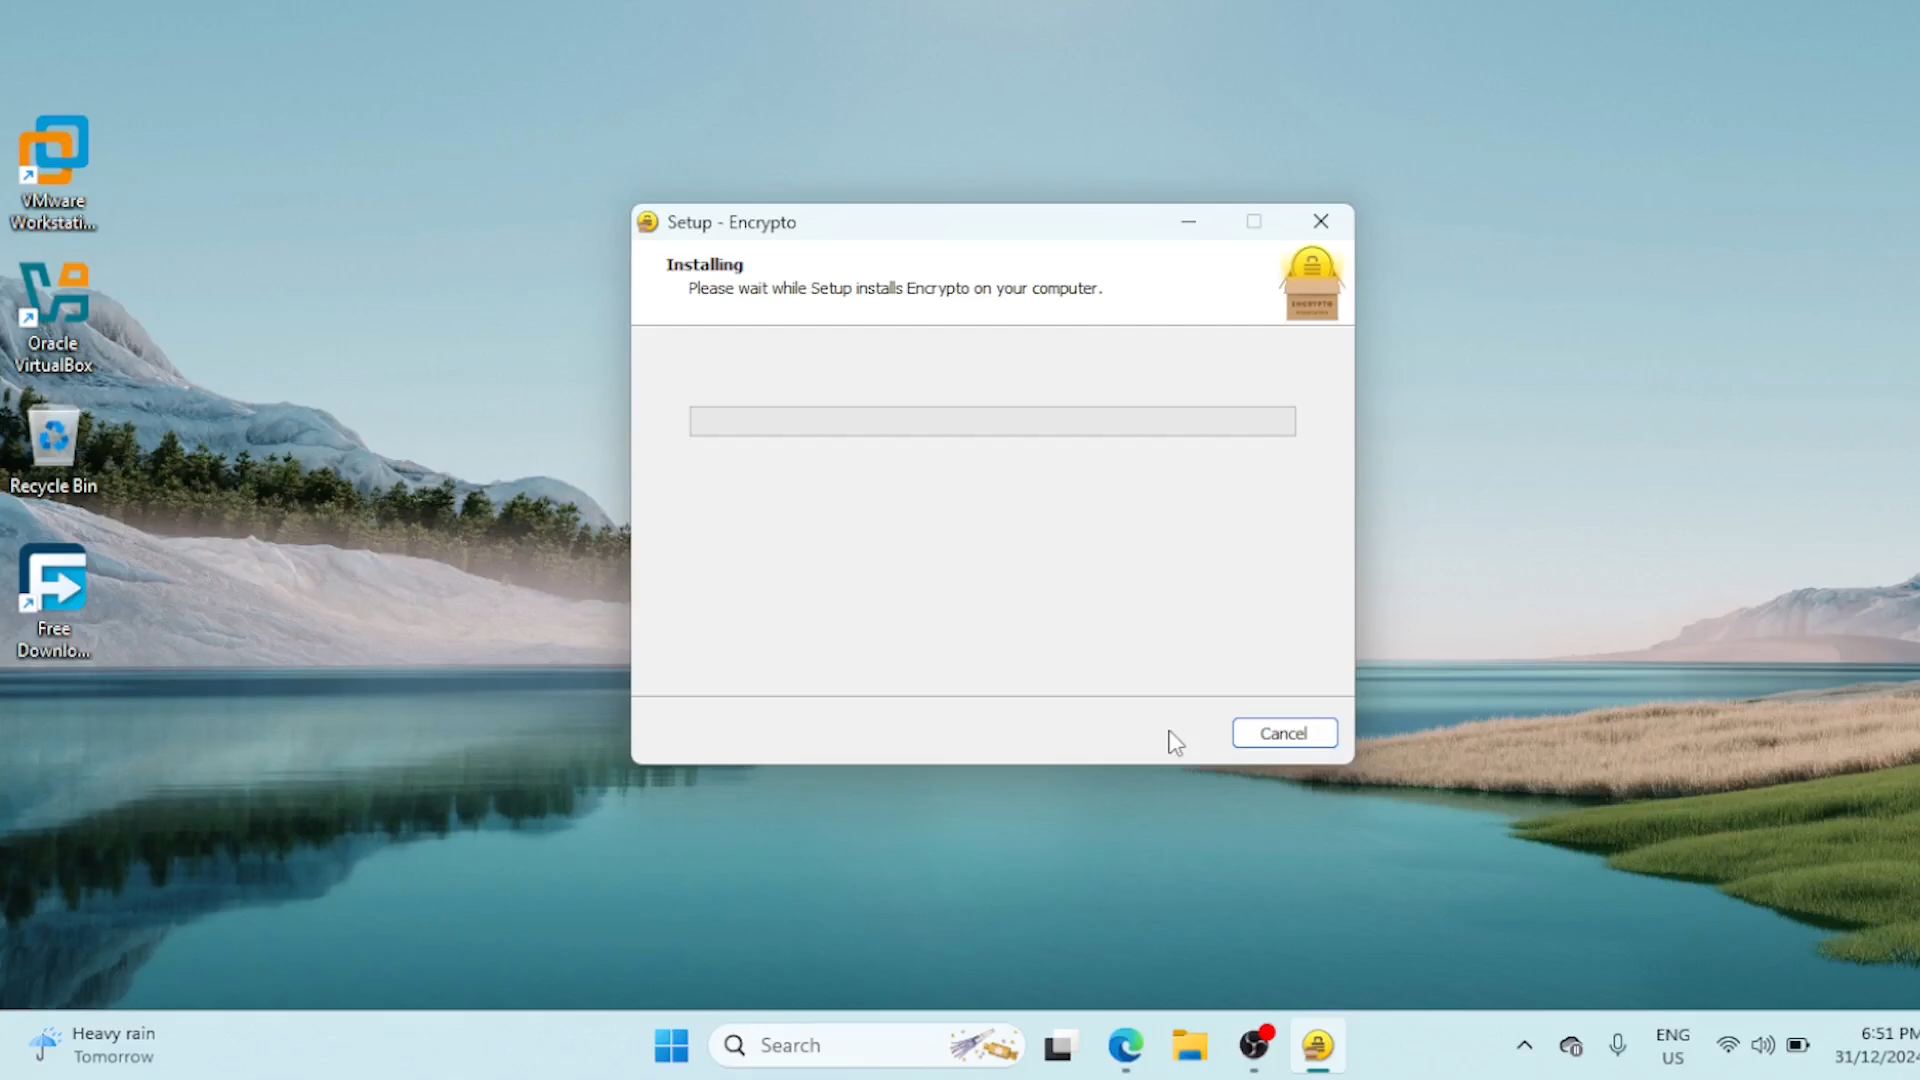 VMware
Workstati...
Oracle
VirtualBox
Recycle Bin
Free
Downlo...
Setup - Encrypto
Installing
Please wait while Setup installs Encrypto on your computer.
ENCRYPTO
Cancel
Heavy rain
Tomorrow
Search
ENG
US
6:51 PM
31/12/2024